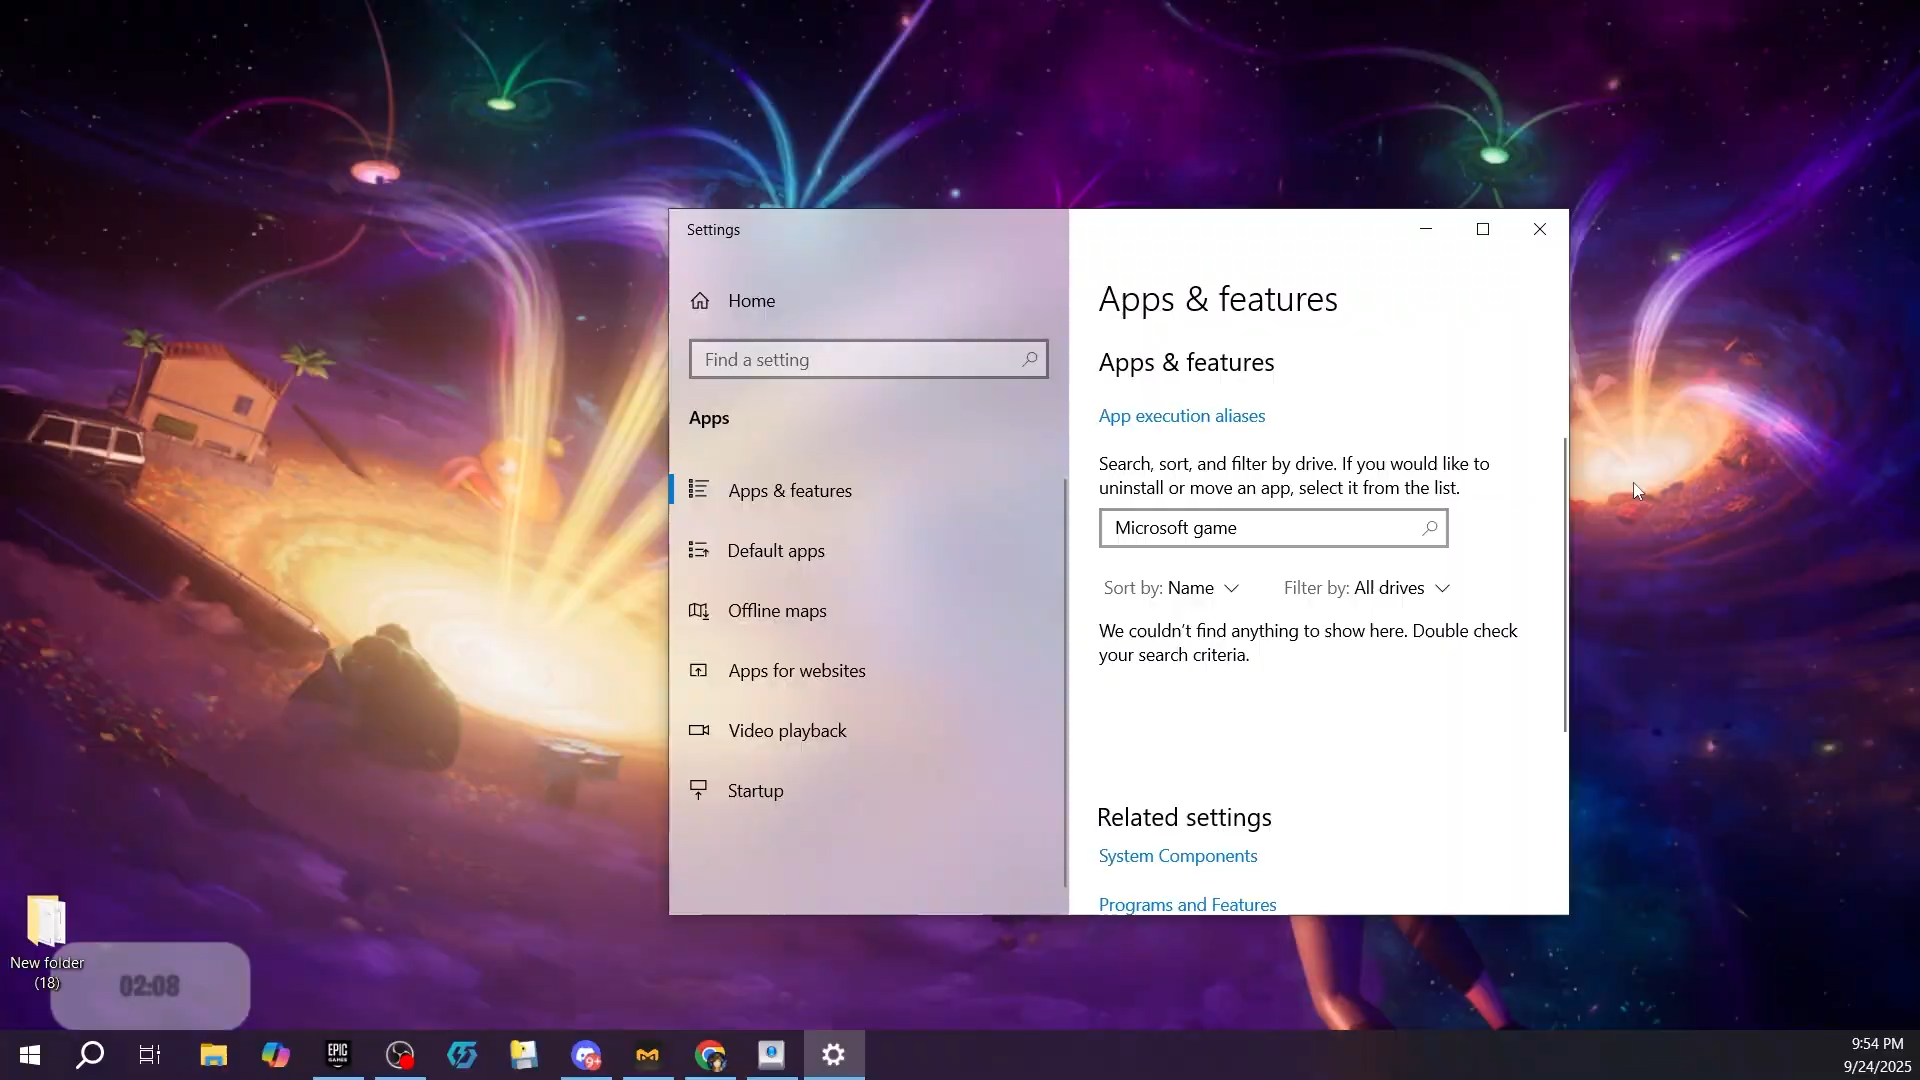 Settings
Home
Find a setting
Apps
Apps & features
Default apps
Offline maps
Apps for websites
Video playback
Startup
Apps & features
Apps & features
App execution aliases
Search, sort, and filter by drive. If you would like to
uninstall or move an app, select it from the list.
Microsoft game
Sort by: Name
Filter by: All drives
We couldn't find anything to show here. Double check
your search criteria.
Related settings
System Components
Programs and Features
New folder
(18)
02:08
EPIC
GAMES
9+
9:54 PM
9/24/2025